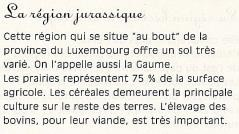 La région jurassique
Cette région qui se situe "au bout" de la
province du Luxembourg offre un sol très
varié. On l'appelle aussi la Gaume.
Les prairies représentent 75 % de la surface
agricole. Les céréales demeurent la principale
culture sur le reste des terres. L'élevage des
bovins, pour leur viande, est très important.